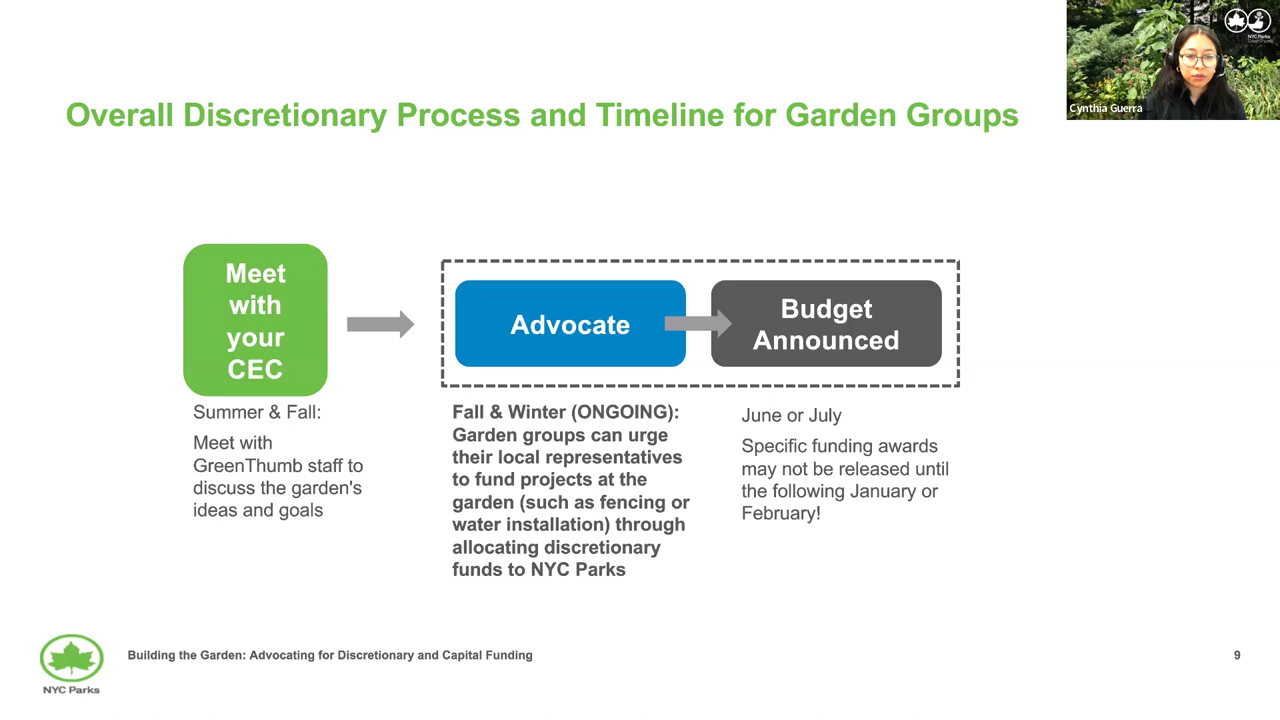 Overall Discretionary Process and Timeline for Garden Groups
NYC Parks
Cynthia Guerra
Meet
with
your
CEC
Advocate
Budget
Announced
Summer & Fall:
Meet with
GreenThumb staff to
discuss the garden's
ideas and goals
Fall & Winter (ONGOING):
Garden groups can urge
their local representatives
to fund projects at the
garden (such as fencing or
water installation) through
allocating discretionary
funds to NYC Parks
June or July
Specific funding awards
may not be released until
the following January or
February!
NYC Parks
Building the Garden: Advocating for Discretionary and Capital Funding
9